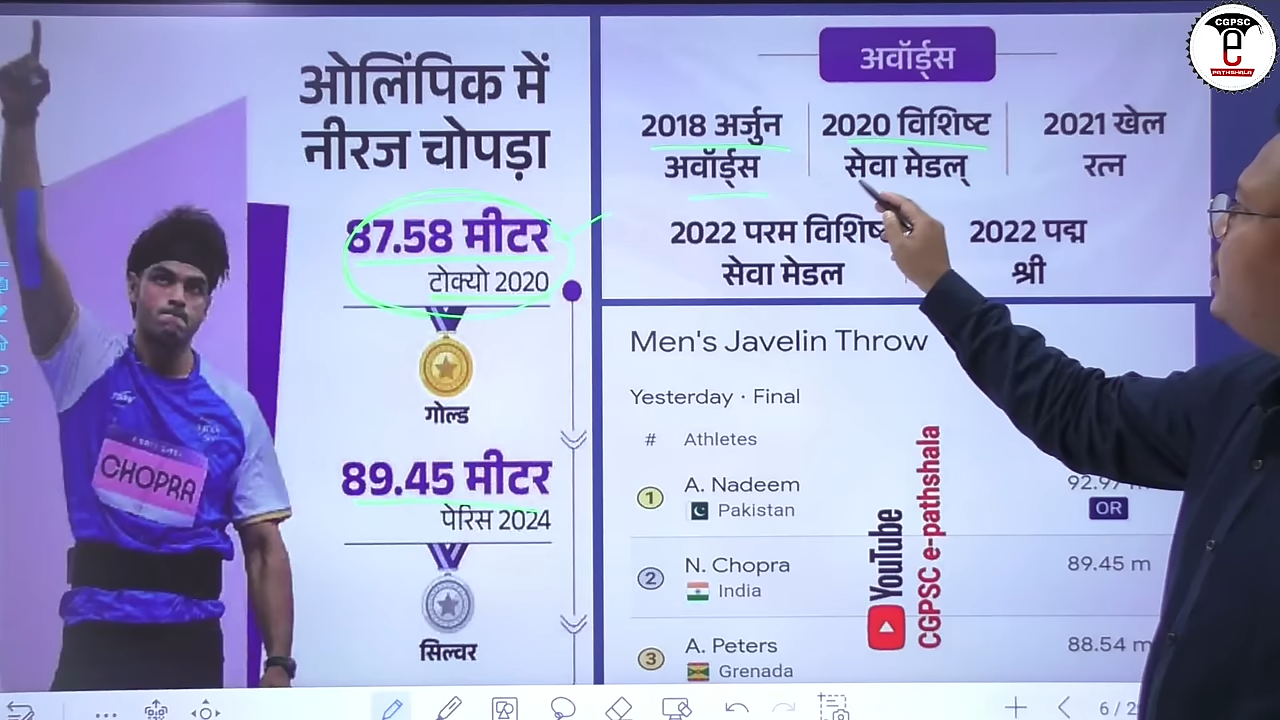 ओलिंपिक में
नीरज चोपड़ा
87.58 मीटर
टोक्यो 2020
गोल्ड
89.45 मीटर
पेरिस 2024
सिल्वर
CHOPRA
अवॉर्ड्स
2018 अर्जुन
अवॉर्ड्स
2020 विशिष्ट
सेवा मेडल्
2021 खेल
रत्न
2022 परम
सेवा मेडल
2022 पद्म
श्री
Men's Javelin Throw
Yesterday · Final
# Athletes
1 A. Nadeem
Pakistan
OR
2 N. Chopra 89.45 m
India
3 A. Peters 88.54 m
Grenada
YouTube
CGPSC e-pathshala
CGPSC
e
PATHSHALA